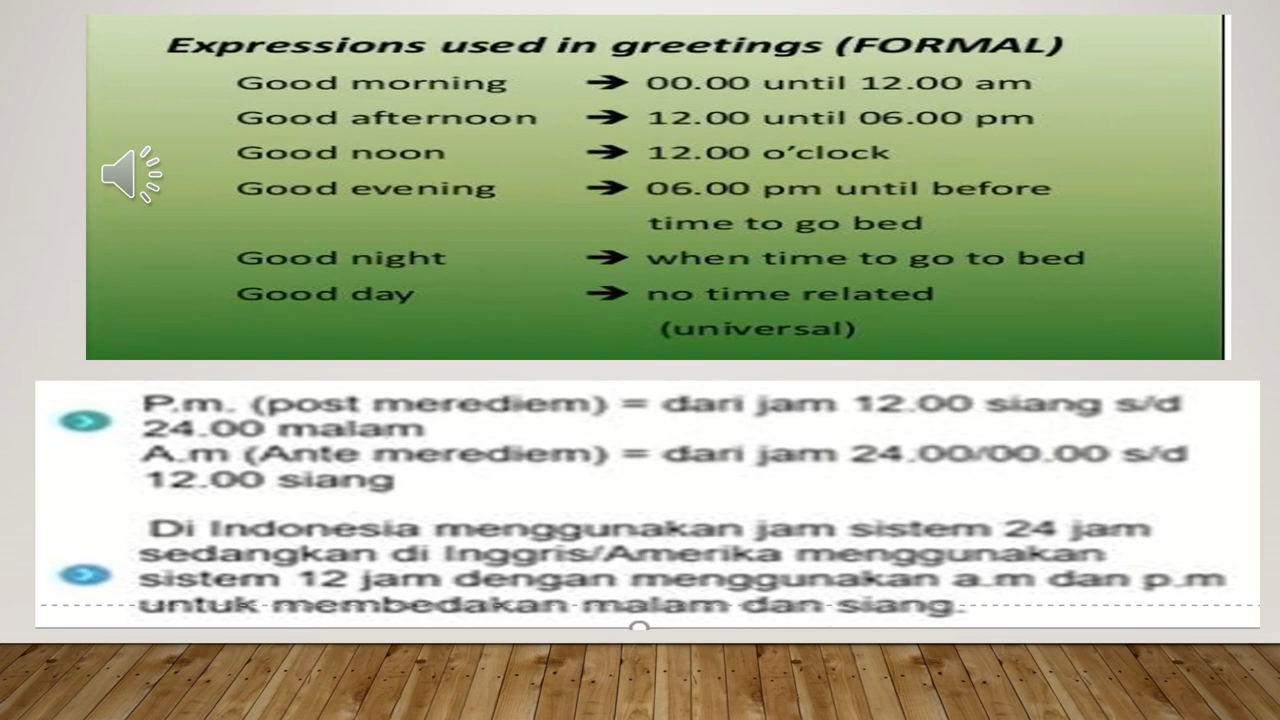 Expressions used in greetings (FORMAL)
Good morning → 00.00 until 12.00 am
Good afternoon → 12.00 until 06.00 pm
Good noon → 12.00 o’clock
Good evening → 06.00 pm until before
time to go bed
Good night → when time to go to bed
Good day → no time related
(universal)
P.m. (post merediem) = dari jam 12.00 siang s/d
24.00 malam
A.m (Ante merediem) = dari jam 24.00/00.00 s/d
12.00 siang
Di Indonesia menggunakan jam sistem 24 jam
sedangkan di Inggris/Amerika menggunakan
sistem 12 jam dengan menggunakan a.m dan p.m
untuk membedakan malam dan siang.